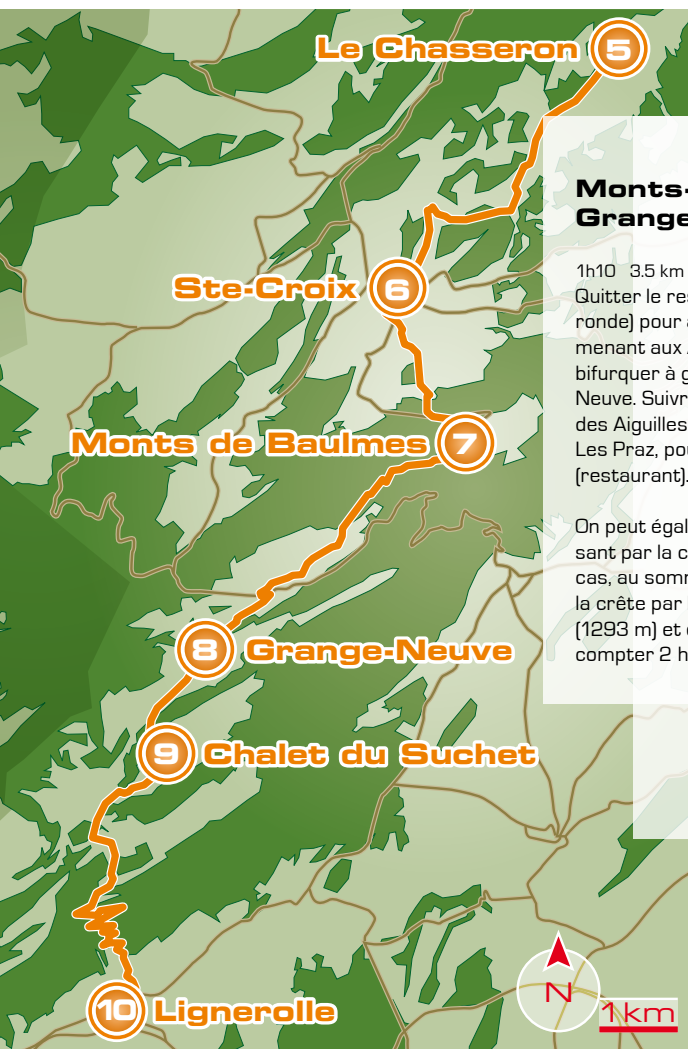 Le Chasseron 5
Monts-
Grange
Ste-Croix 6
1h10 3.5 km
Quitter le res
ronde) pour a
menant aux
bifurquer à g
Neuve. Suivr
des Aiguilles
Les Praz, pou
(restaurant).
Monts de Baulmes 7
On peut égal
sant par la c
cas, au somm
la crête par
(1293 m) et
compter 2 h
8 Grange-Neuve
9 Chalet du Suchet
10 Lignerolle
N
1km